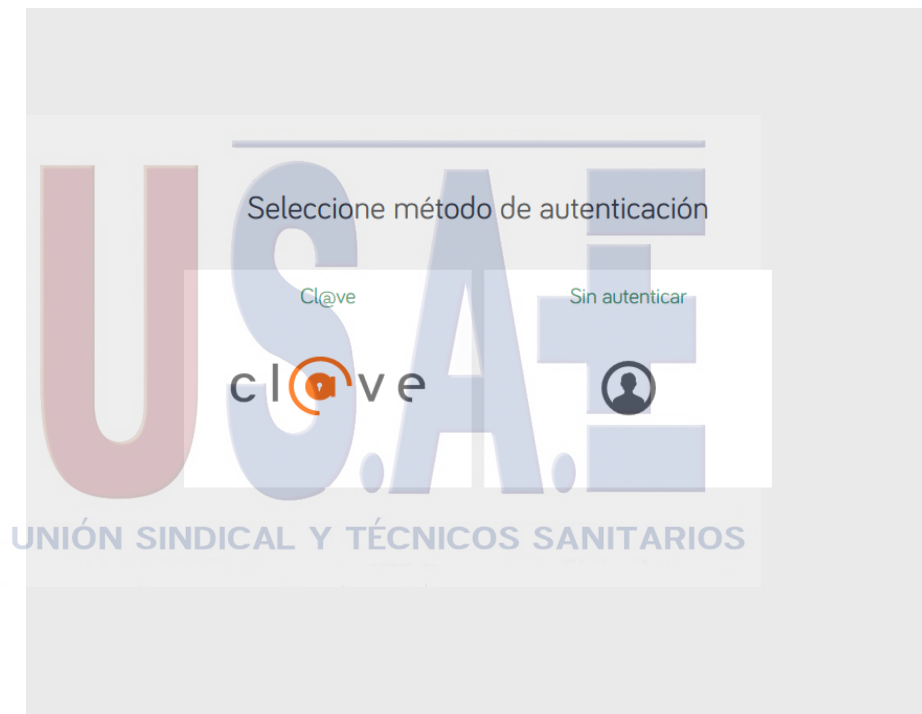 U.S.A.E
Seleccione método de autenticación
Cl@ve
Sin autenticar
cl@ve
UNIÓN SINDICAL Y TÉCNICOS SANITARIOS